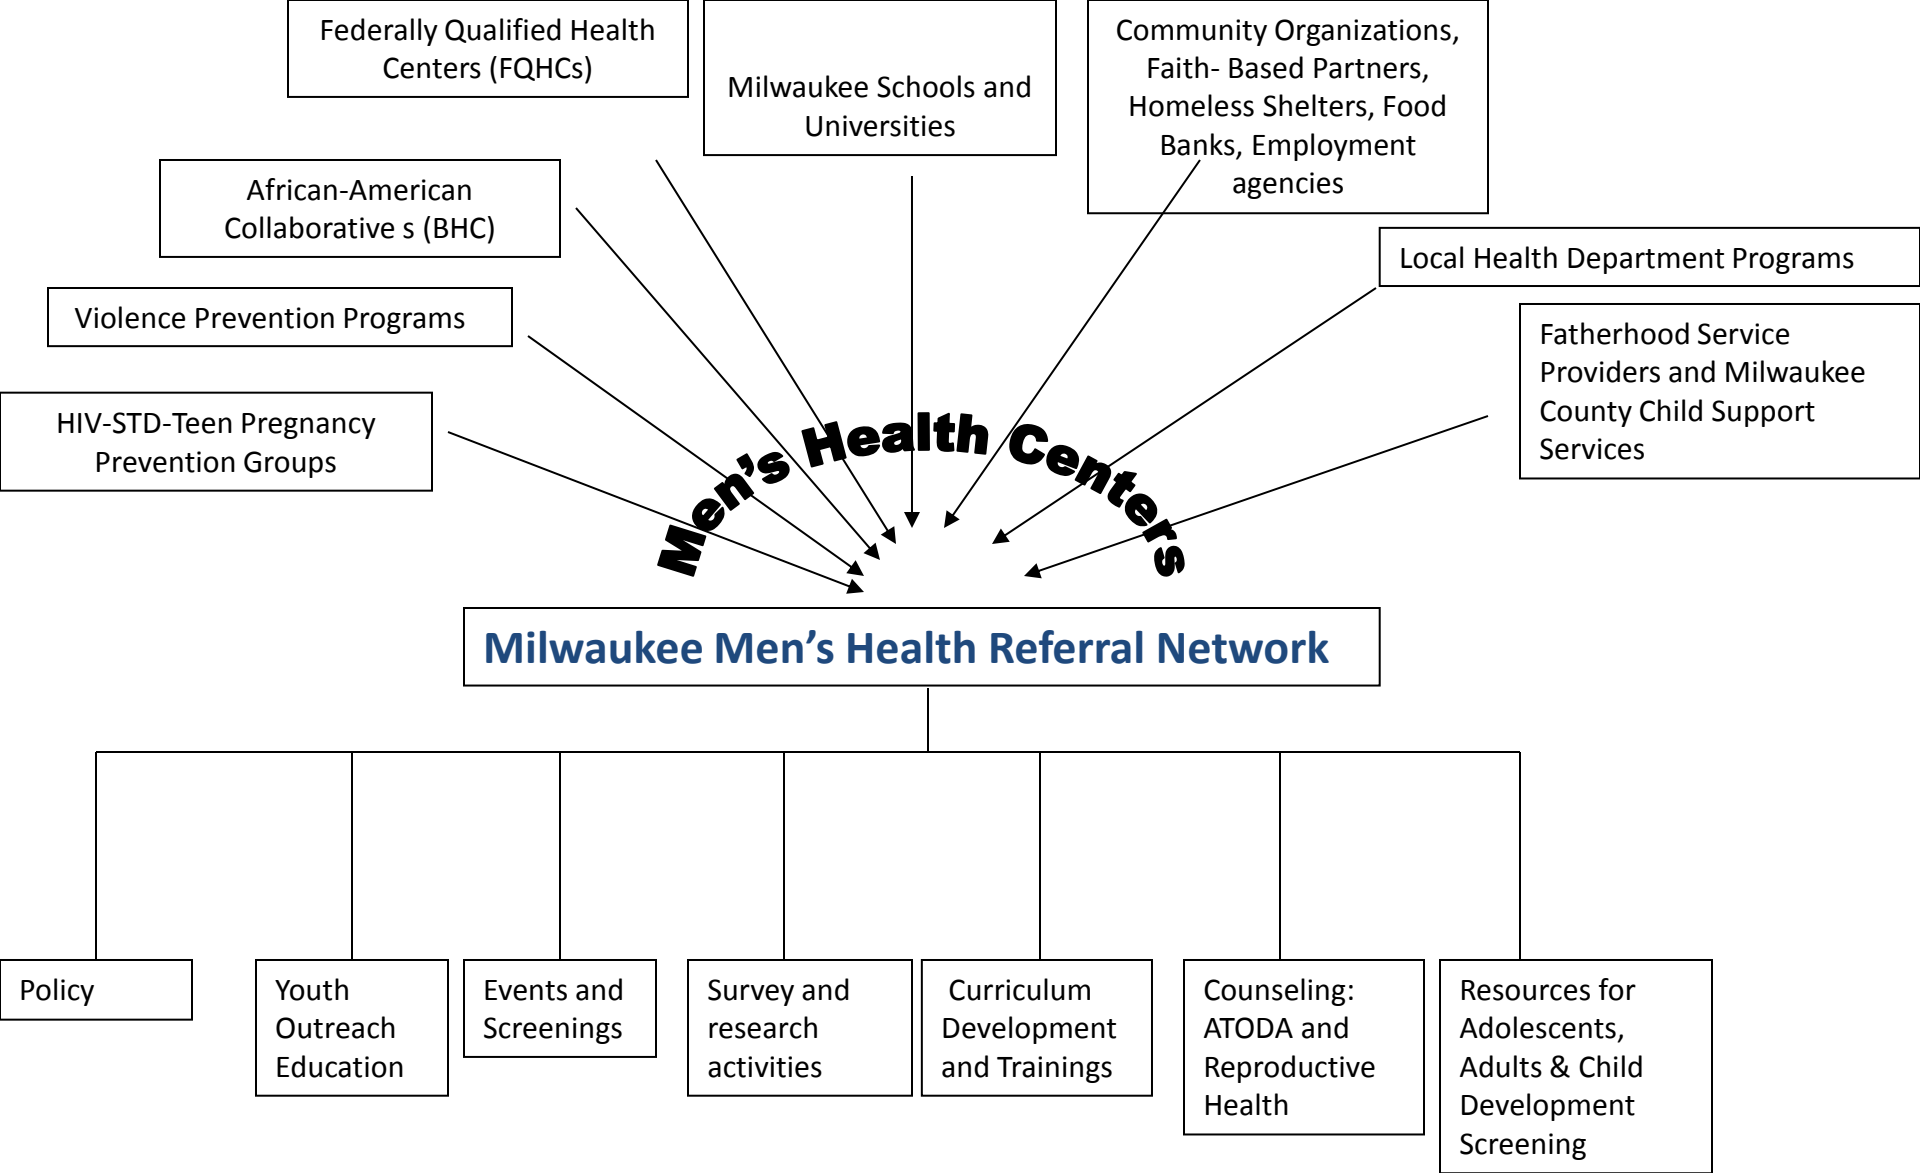 Federally Qualified Health
Centers (FQHCs)
Milwaukee Schools and
Universities
Community Organizations,
Faith- Based Partners,
Homeless Shelters, Food
Banks, Employment
agencies
African-American
Collaborative s (BHC)
Local Health Department Programs
Violence Prevention Programs
Fatherhood Service
Providers and Milwaukee
County Child Support
Services
HIV-STD-Teen Pregnancy
Prevention Groups
Men’s Health Centers
Milwaukee Men’s Health Referral Network
Policy
Youth
Outreach
Education
Events and
Screenings
Survey and
research
activities
Curriculum
Development
and Trainings
Counseling:
ATODA and
Reproductive
Health
Resources for
Adolescents,
Adults & Child
Development
Screening